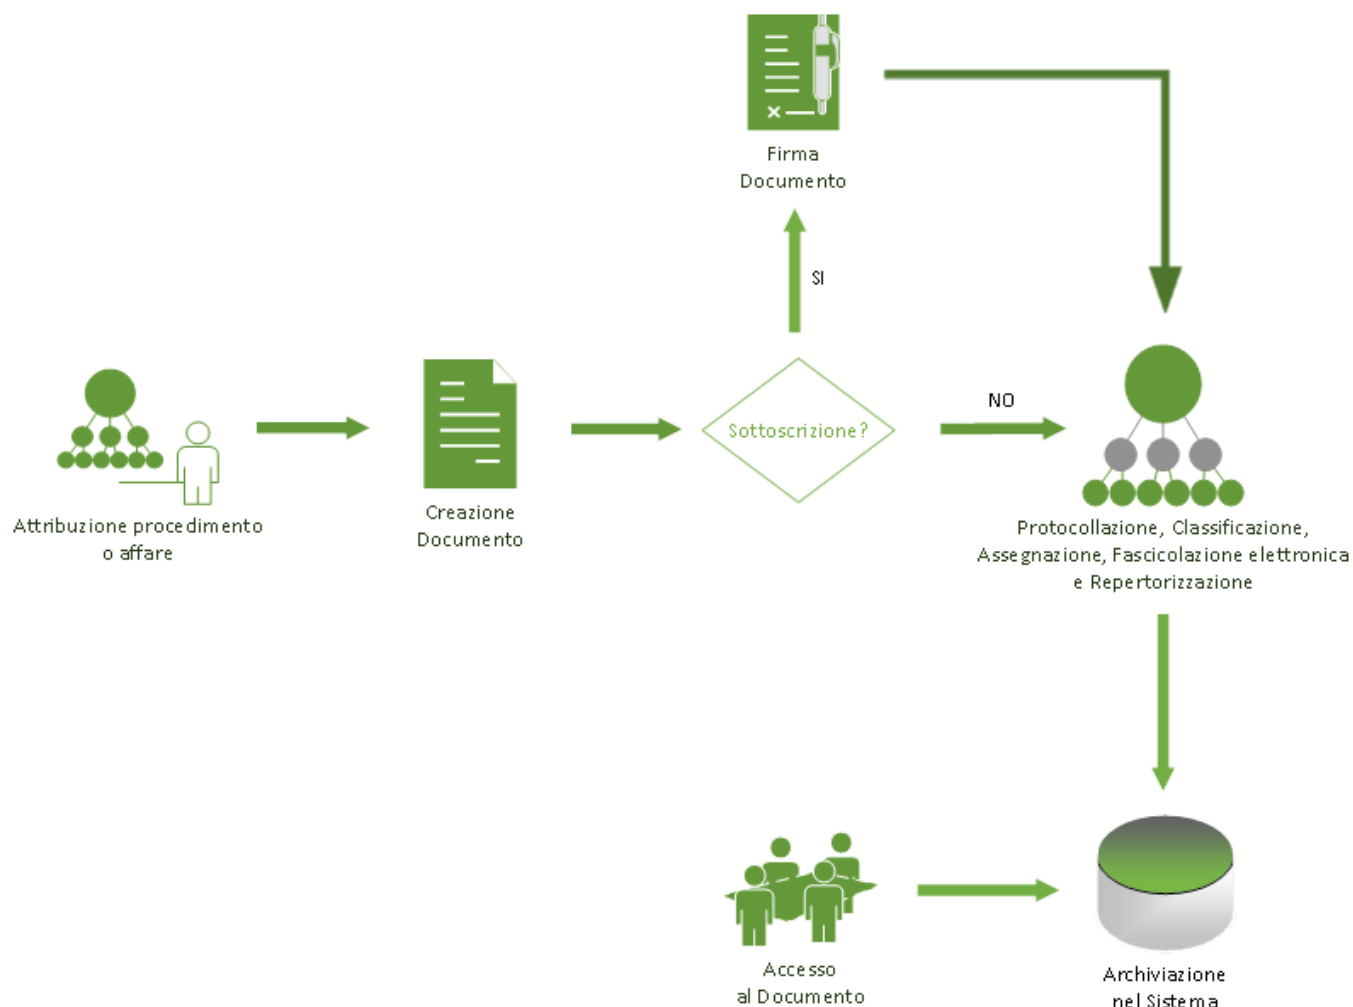 Firma
Documento
SI
Sottoscrizione?
NO
Attribuzione procedimento
o affare
Creazione
Documento
Protocollazione, Classificazione,
Assegnazione, Fascicolazione elettronica
e Repertorizzazione
Accesso
al Documento
Archiviazione
nel Sistema